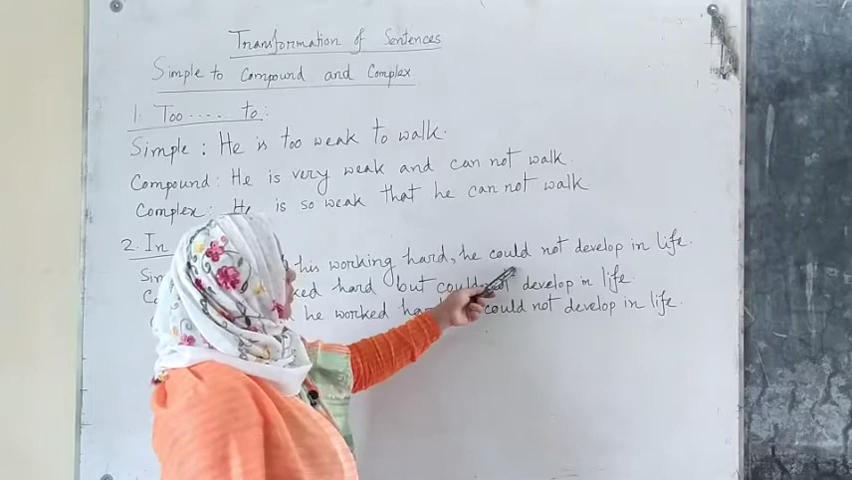 Transformation of Sentences
Simple to Compound and Complex
1. Too .... to:
Simple: He is too weak to walk.
Compound: He is very weak and can not walk.
Complex: He is so weak that he can not walk
2. In
his working hard, he could not develop in life.
hard but could not develop in life.
he worked could not develop in life.